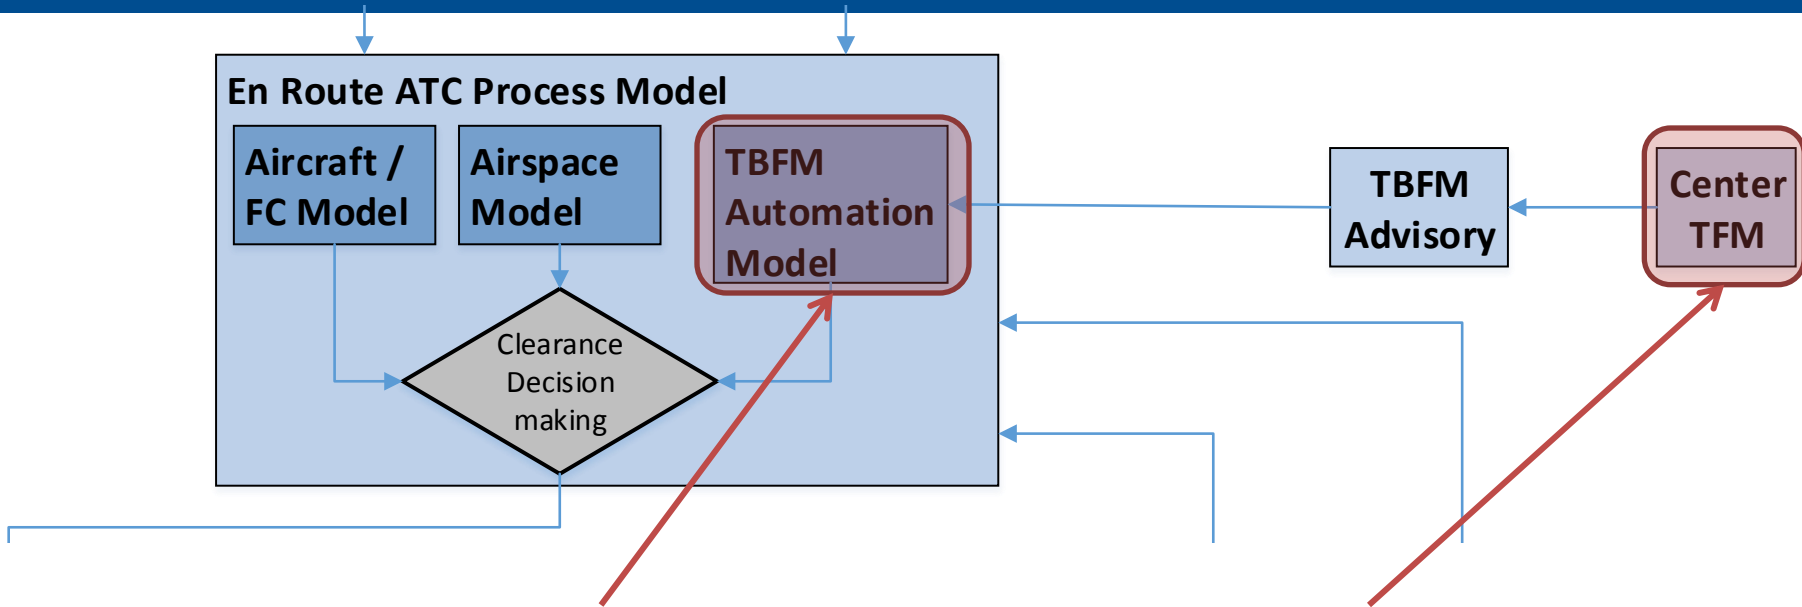 En Route ATC Process Model
Aircraft /
FC Model
Airspace
Model
TBFM
Automation
Model
TBFM
Advisory
Center
TFM
Clearance
Decision
making